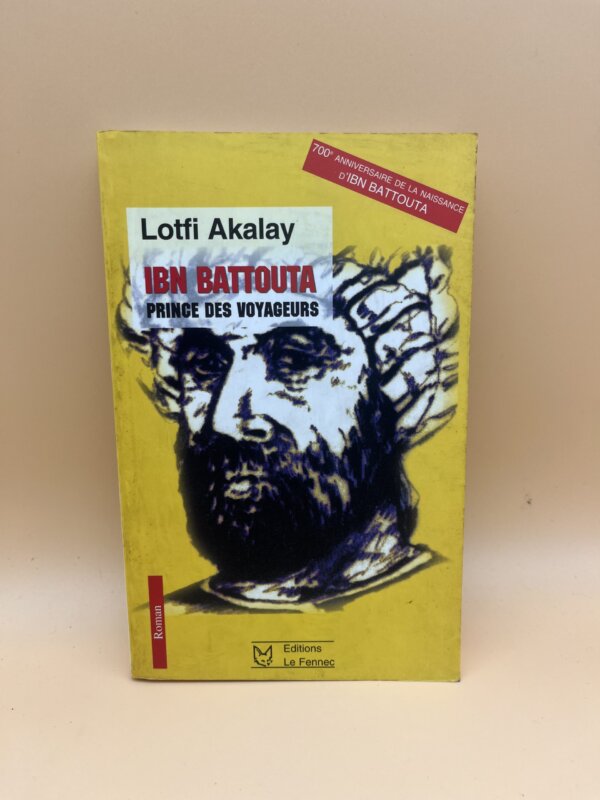 700e ANNIVERSAIRE DE LA NAISSANCE
D'IBN BATTOUTA
Lotfi Akalay
IBN BATTOUTA
PRINCE DES VOYAGEURS
Roman
Editions
Le Fennec